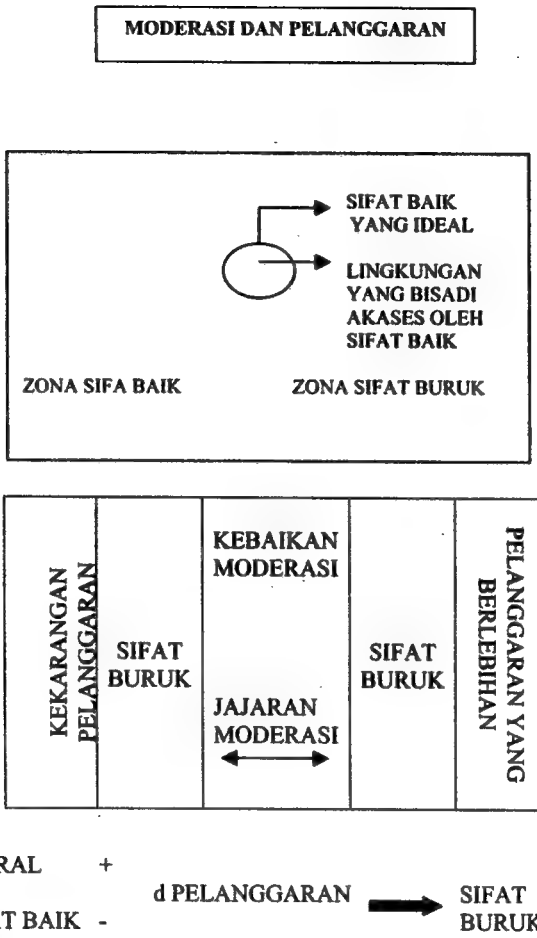 MODERASI DAN PELANGGARAN
SIFAT BAIK
YANG IDEAL
LINGKUNGAN
YANG BISADI
AKASES OLEH
SIFAT BAIK
ZONA SIFA BAIK
ZONA SIFAT BURUK
KEKARANGAN
PELANGGARAN
SIFAT
BURUK
KEBAIKAN
MODERASI
JAJARAN
MODERASI
SIFAT
BURUK
PELANGGARAN YANG
BERLEBIHAN
RAL +
AT BAIK -
d PELANGGARAN
SIFAT
BURUK